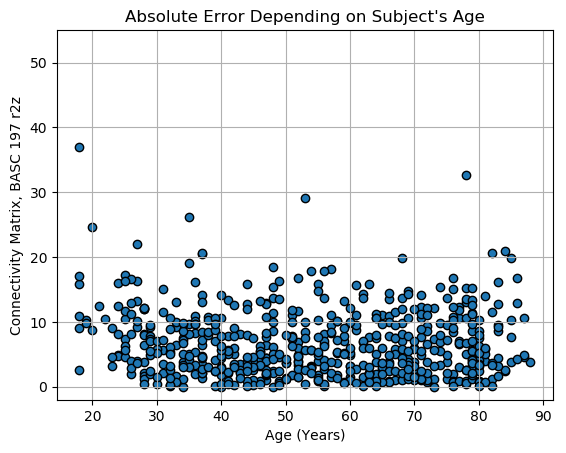 Absolute Error Depending on Subject's Age
Connectivity Matrix, BASC 197 r2z
50
40
30
20
10
0
20 30 40 50 60 70 80 90
Age (Years)